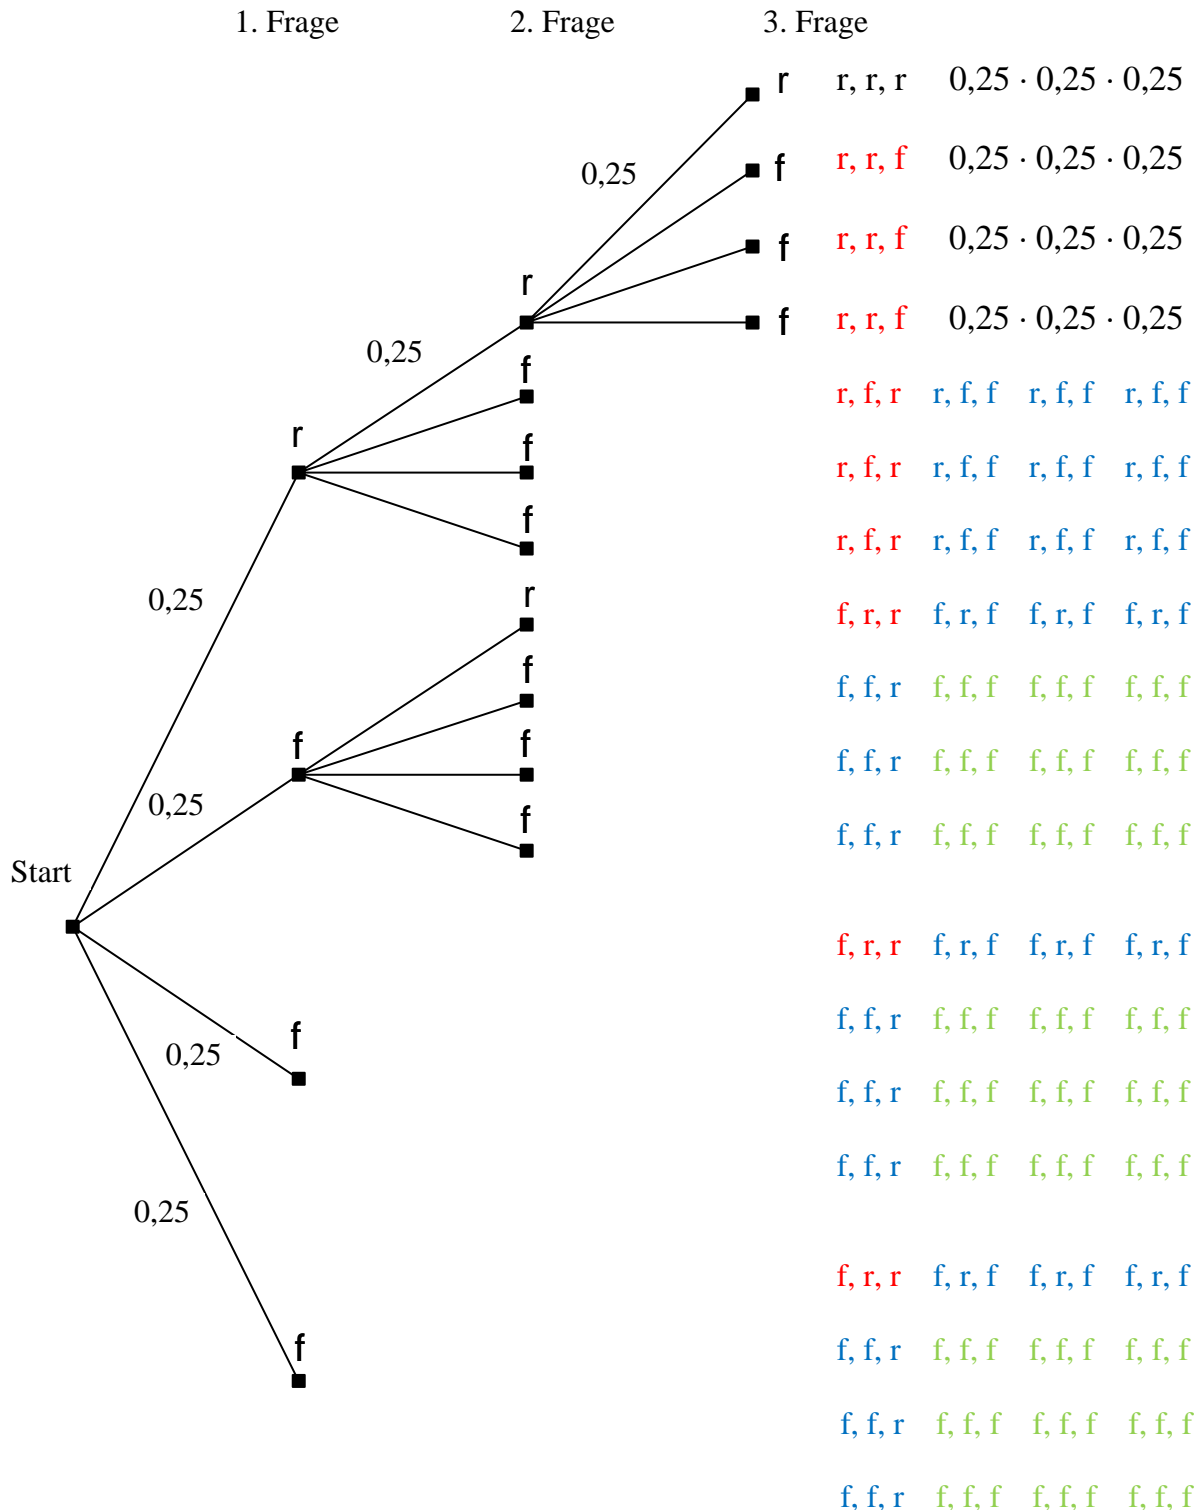 1. Frage 2. Frage 3. Frage
r r, r, r 0,25 · 0,25 · 0,25
0,25 f r, r, f 0,25 · 0,25 · 0,25
f r, r, f 0,25 · 0,25 · 0,25
r
f r, r, f 0,25 · 0,25 · 0,25
0,25
f r, f, r r, f, f r, f, f r, f, f
r f r, f, r r, f, f r, f, f r, f, f
f r, f, r r, f, f r, f, f r, f, f
0,25 r f, r, r f, r, f f, r, f f, r, f
f f, f, r f, f, f f, f, f f, f, f
f f f, f, r f, f, f f, f, f f, f, f
0,25 f f, f, r f, f, f f, f, f f, f, f
Start
f, r, r f, r, f f, r, f f, r, f
f f, f, r f, f, f f, f, f f, f, f
0,25
f, f, r f, f, f f, f, f f, f, f
f, f, r f, f, f f, f, f f, f, f
0,25
f, r, r f, r, f f, r, f f, r, f
f f, f, r f, f, f f, f, f f, f, f
f, f, r f, f, f f, f, f f, f, f
f, f, r f, f, f f, f, f f, f, f